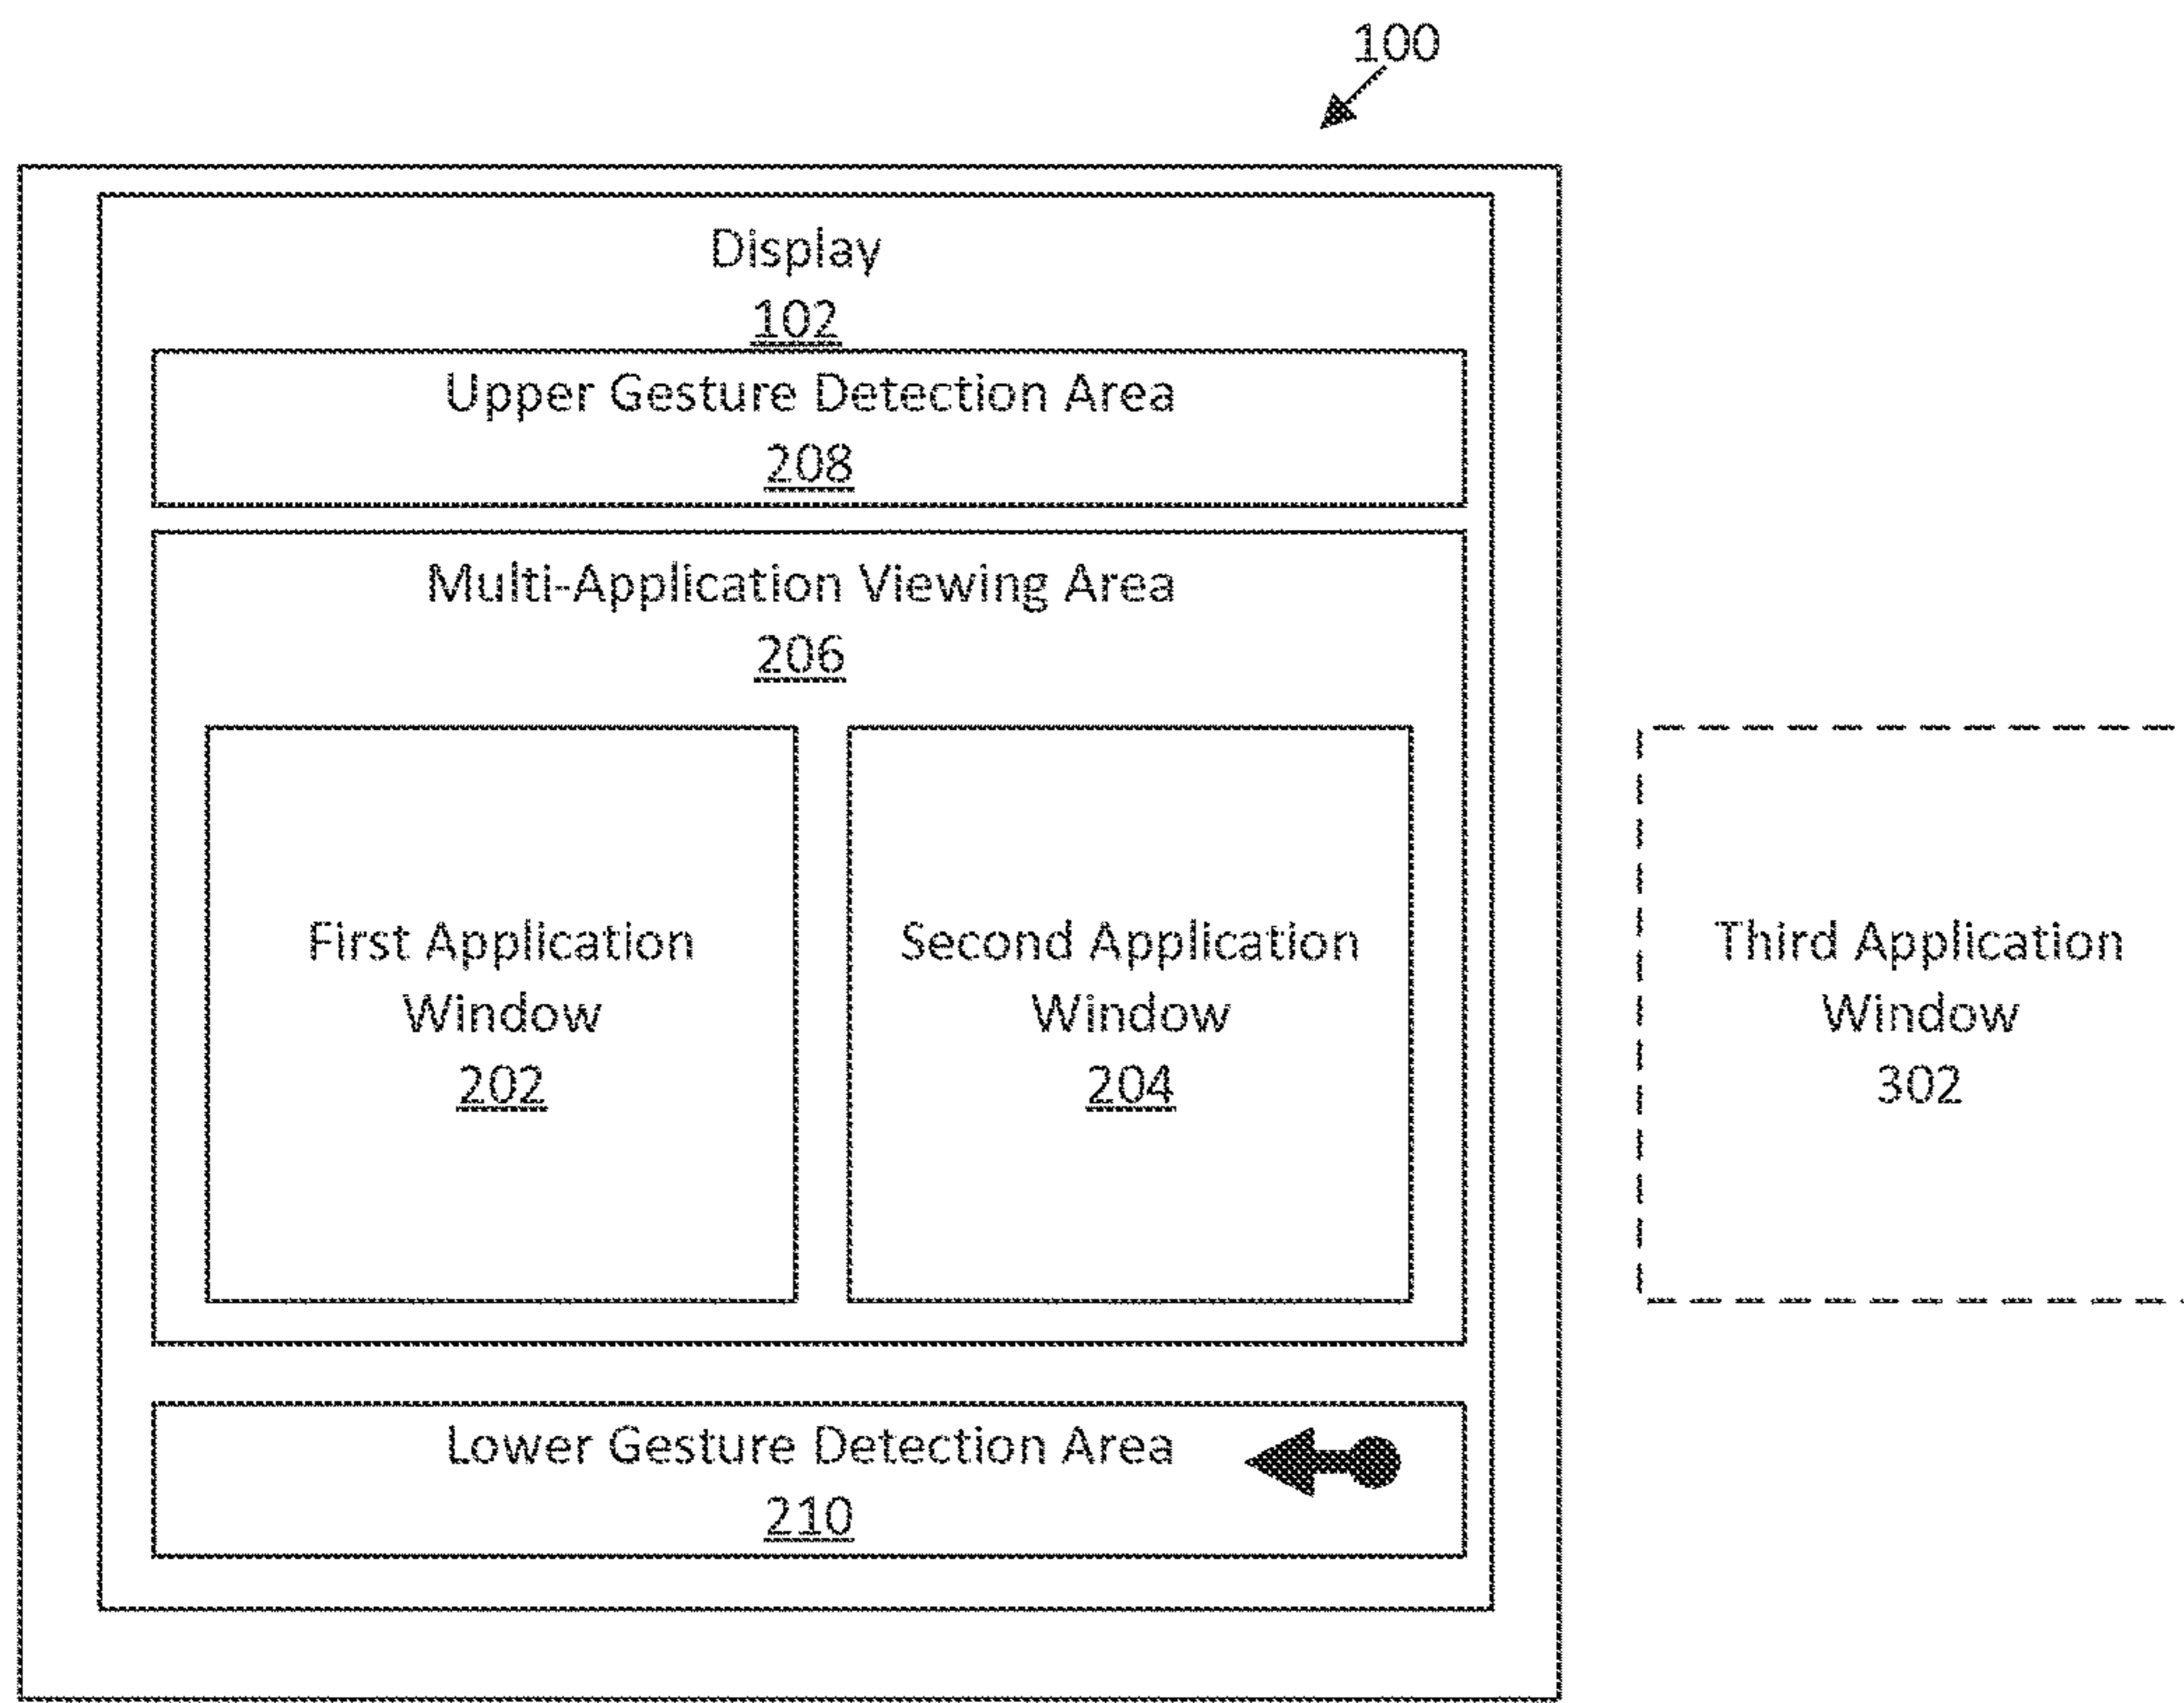 100
Display
102
Upper Gesture Detection Area
208
Multi-Application Viewing Area
206
First Application
Window
202
Second Application
Window
204
Third Application
Window
302
Lower Gesture Detection Area
210